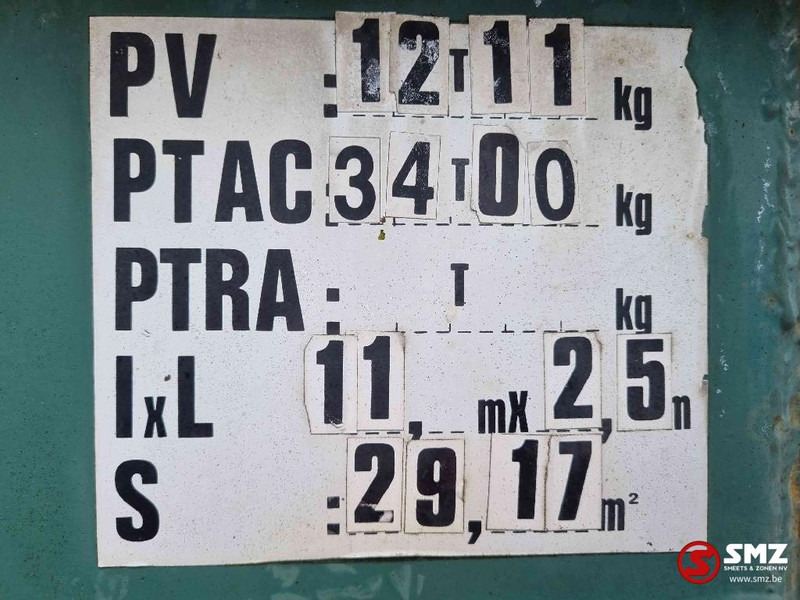 PV : 12 T 11 kg
PTAC : 34 T 00 kg
PTRA : T kg
IxL 11, mX 2,5 m
S : 29,17 m²
SMZ
SMEETS & ZONEN NV
www.smz.be